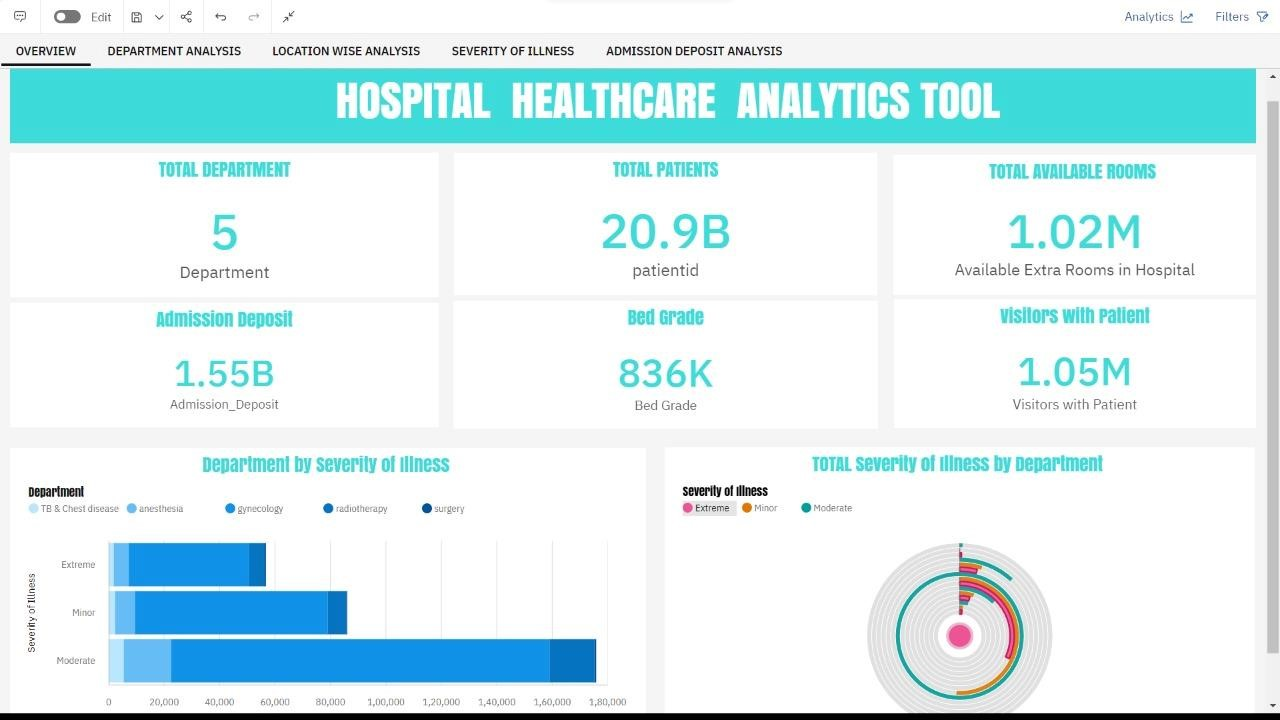 Edit
Analytics
Filters
OVERVIEW
DEPARTMENT ANALYSIS
LOCATION WISE ANALYSIS
SEVERITY OF ILLNESS
ADMISSION DEPOSIT ANALYSIS
HOSPITAL HEALTHCARE ANALYTICS TOOL
TOTAL DEPARTMENT
5
Department
TOTAL PATIENTS
20.9B
patientid
TOTAL AVAILABLE ROOMS
1.02M
Available Extra Rooms in Hospital
Admission Deposit
1.55B
Admission_Deposit
Bed Grade
836K
Bed Grade
Visitors with Patient
1.05M
Visitors with Patient
Department by Severity of Illness
Department
TB & Chest disease anesthesia gynecology radiotherapy surgery
Severity of Illness
Extreme
Minor
Moderate
0 20,000 40,000 60,000 80,000 1,00,000 1,20,000 1,40,000 1,60,000 1,80,000
TOTAL Severity of Illness by Department
Severity of Illness
Extreme Minor Moderate